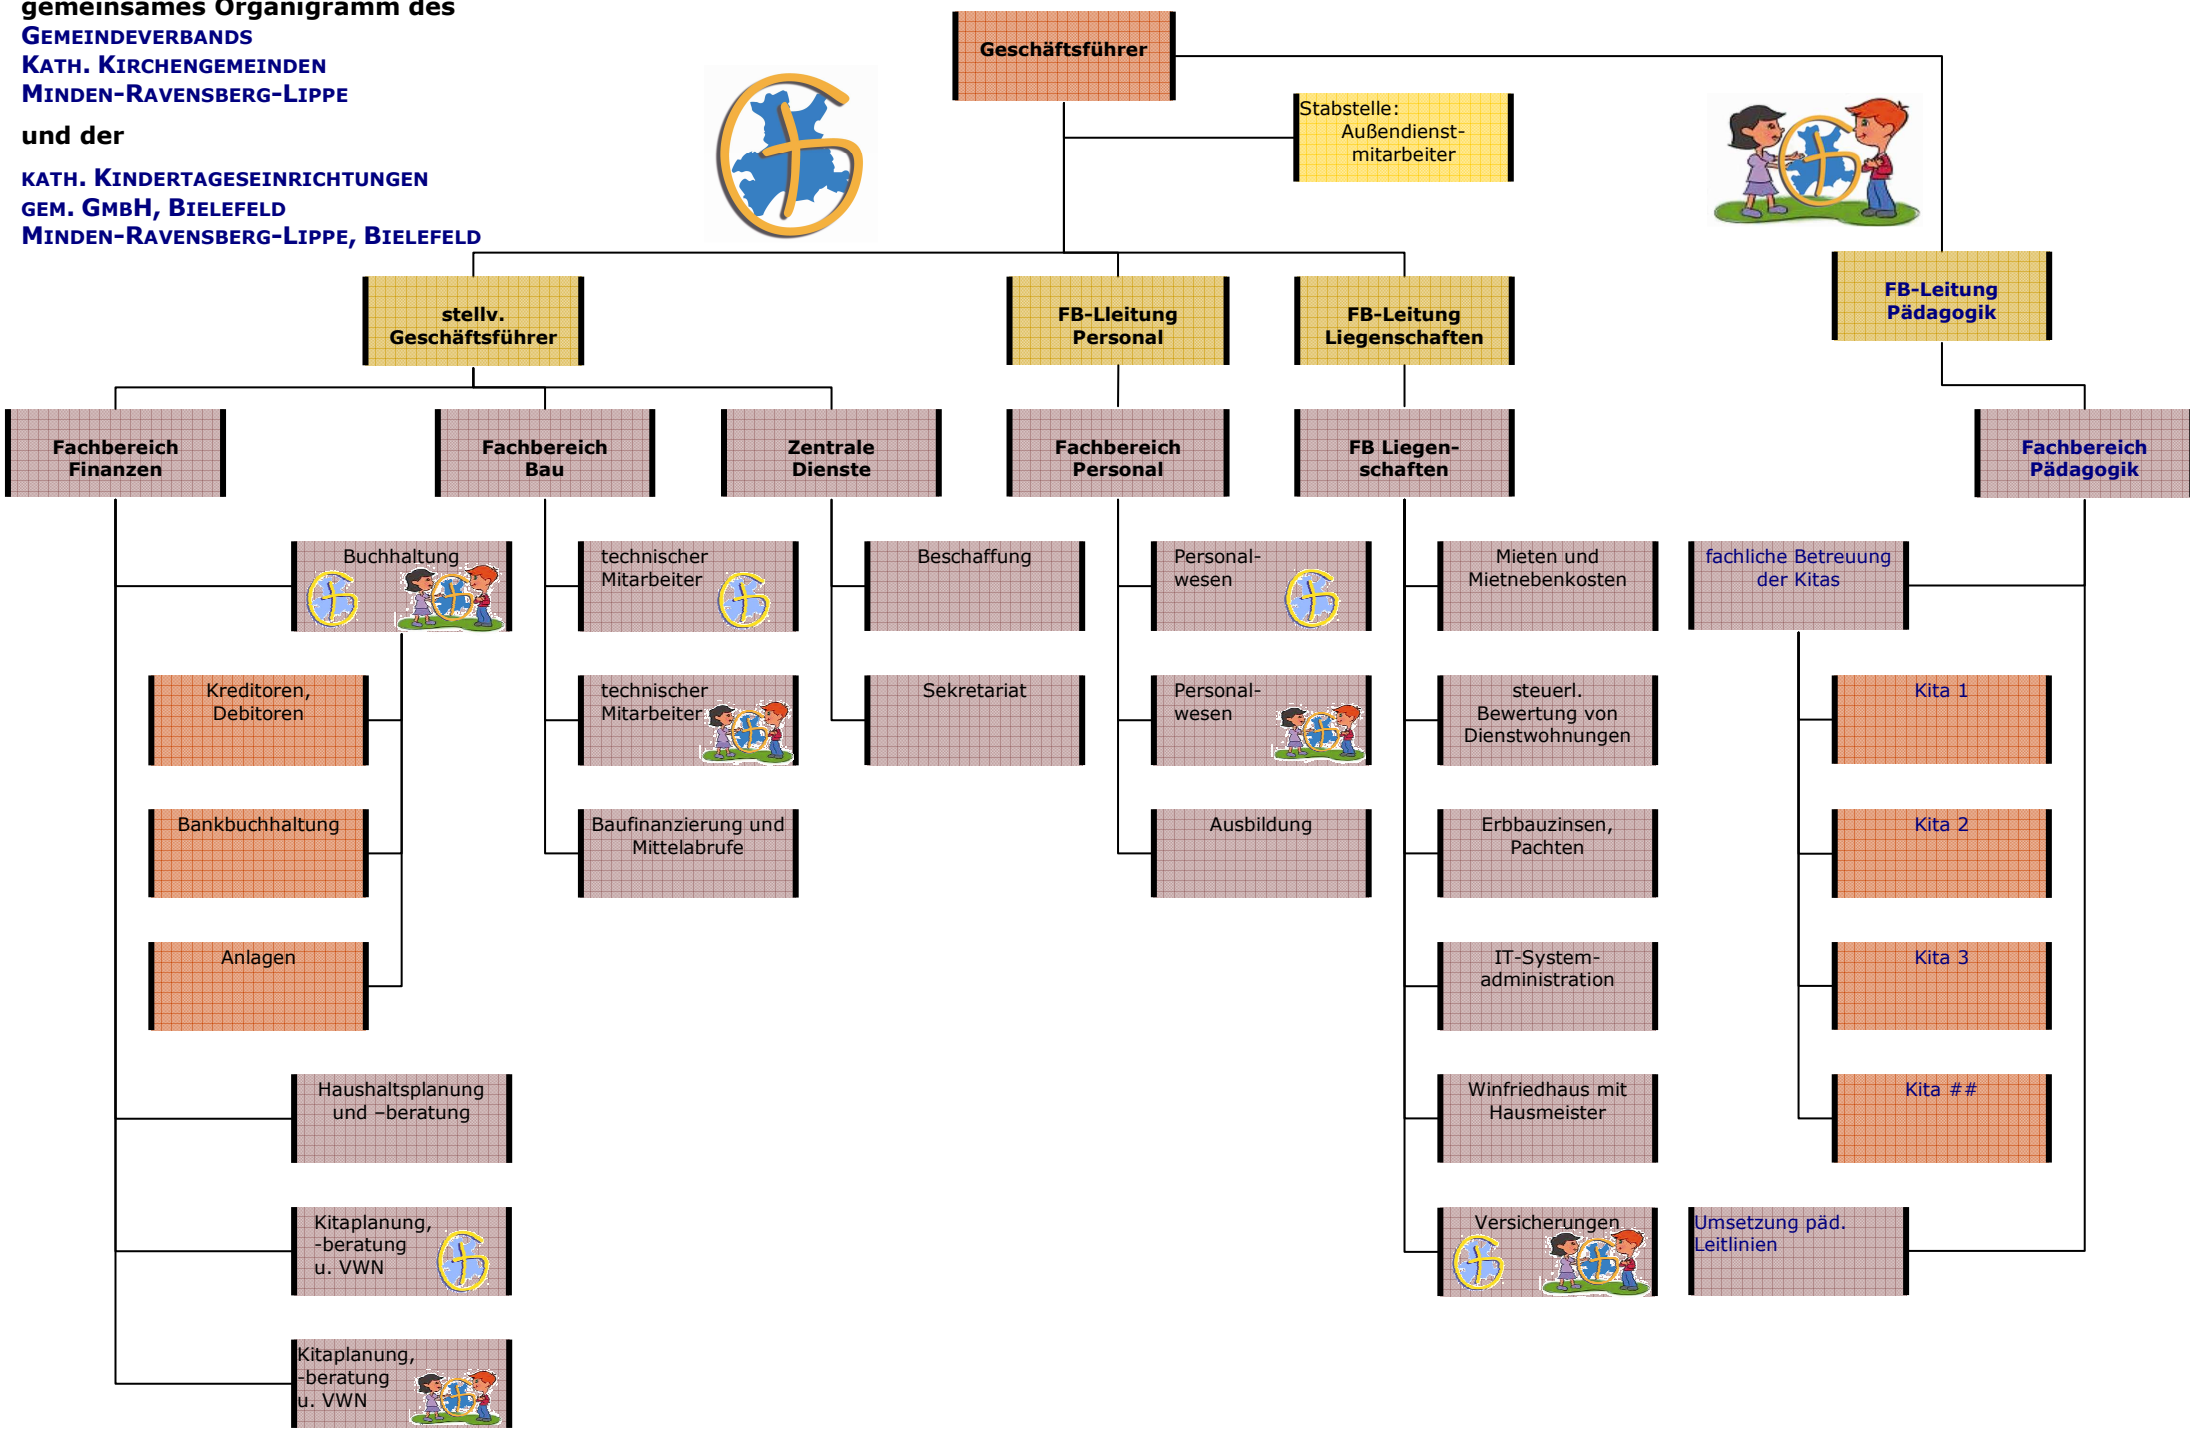 gemeinsames Organigramm des
GEMEINDEVERBANDS
KATH. KIRCHENGEMEINDEN
MINDEN-RAVENSBERG-LIPPE
und der
KATH. KINDERTAGESEINRICHTUNGEN
GEM. GMBH, BIELEFELD
MINDEN-RAVENSBERG-LIPPE, BIELEFELD
Geschäftsführer
Stabstelle:
Außendienst-
mitarbeiter
stellv.
Geschäftsführer
FB-Lleitung
Personal
FB-Leitung
Liegenschaften
FB-Leitung
Pädagogik
Fachbereich
Finanzen
Fachbereich
Bau
Zentrale
Dienste
Fachbereich
Personal
FB Liegen-
schaften
Fachbereich
Pädagogik
Buchhaltung
technischer
Mitarbeiter
Beschaffung
Personal-
wesen
Mieten und
Mietnebenkosten
fachliche Betreuung
der Kitas
Kreditoren,
Debitoren
technischer
Mitarbeiter
Sekretariat
Personal-
wesen
steuerl.
Bewertung von
Dienstwohnungen
Kita 1
Bankbuchhaltung
Baufinanzierung und
Mittelabrufe
Ausbildung
Erbbauzinsen,
Pachten
Kita 2
Anlagen
IT-System-
administration
Kita 3
Haushaltsplanung
und –beratung
Winfriedhaus mit
Hausmeister
Kita ##
Kitaplanung,
-beratung
u. VWN
Versicherungen
Umsetzung päd.
Leitlinien
Kitaplanung,
-beratung
u. VWN